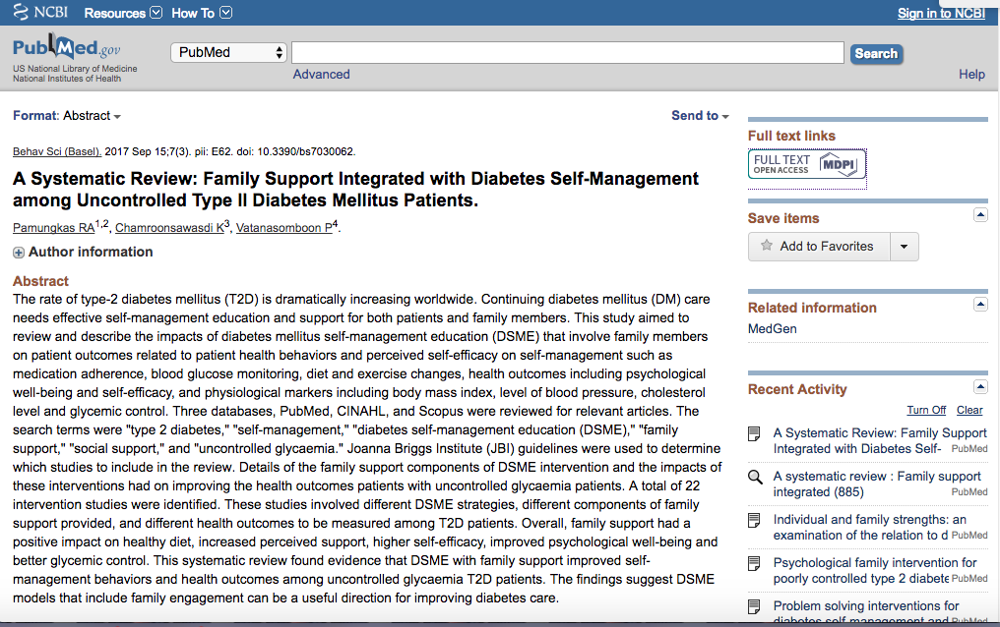 NCBI Resources How To Sign in to NCBI
PubMed.gov
US National Library of Medicine
National Institutes of Health
PubMed
Search
Advanced
Help
Format: Abstract
Send to
Behav Sci (Basel). 2017 Sep 15;7(3). pii: E62. doi: 10.3390/bs7030062.
A Systematic Review: Family Support Integrated with Diabetes Self-Management
among Uncontrolled Type II Diabetes Mellitus Patients.
Pamungkas RA1,2, Chamroonsawasdi K3, Vatanasomboon P4.
Author information
Abstract
The rate of type-2 diabetes mellitus (T2D) is dramatically increasing worldwide. Continuing diabetes mellitus (DM) care
needs effective self-management education and support for both patients and family members. This study aimed to
review and describe the impacts of diabetes mellitus self-management education (DSME) that involve family members
on patient outcomes related to patient health behaviors and perceived self-efficacy on self-management such as
medication adherence, blood glucose monitoring, diet and exercise changes, health outcomes including psychological
well-being and self-efficacy, and physiological markers including body mass index, level of blood pressure, cholesterol
level and glycemic control. Three databases, PubMed, CINAHL, and Scopus were reviewed for relevant articles. The
search terms were "type 2 diabetes," "self-management," "diabetes self-management education (DSME)," "family
support," "social support," and "uncontrolled glycaemia." Joanna Briggs Institute (JBI) guidelines were used to determine
which studies to include in the review. Details of the family support components of DSME intervention and the impacts of
these interventions had on improving the health outcomes patients with uncontrolled glycaemia patients. A total of 22
intervention studies were identified. These studies involved different DSME strategies, different components of family
support provided, and different health outcomes to be measured among T2D patients. Overall, family support had a
positive impact on healthy diet, increased perceived support, higher self-efficacy, improved psychological well-being and
better glycemic control. This systematic review found evidence that DSME with family support improved self-
management behaviors and health outcomes among uncontrolled glycaemia T2D patients. The findings suggest DSME
models that include family engagement can be a useful direction for improving diabetes care.
Full text links
FULL TEXT
OPEN ACCESS
MDPI
Save items
Add to Favorites
Related information
MedGen
Recent Activity
Turn Off Clear
A Systematic Review: Family Support
Integrated with Diabetes Self- PubMed
A systematic review : Family support
integrated (885) PubMed
Individual and family strengths: an
examination of the relation to d PubMed
Psychological family intervention for
poorly controlled type 2 diabete PubMed
Problem solving interventions for
diabetes self-management and PubMed